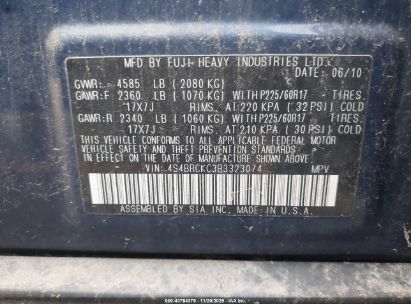 MFD BY FUJI HEAVY INDUSTRIES LTD.
DATE: 06/10
GVWR: 4585 LB ( 2080 KG)
GAWR:F 2360 LB ( 1070 KG) WITH P225/60R17 TIRES,
17X7J RIMS, AT 220 KPA ( 32 PSI) COLD
GAWR:R 2340 LB ( 1060 KG) WITH P225/60R17 TIRES,
17X7J RIMS, AT 210 KPA ( 30 PSI) COLD
THIS VEHICLE CONFORMS TO ALL APPLICABLE FEDERAL MOTOR
VEHICLE SAFETY AND THEFT PREVENTION STANDARDS IN EFFECT
ON THE DATE OF MANUFACTURE SHOWN ABOVE.
VIN: 4S4BRCKC3B3323074 MPV
ASSEMBLED BY SIA INC. MADE IN U.S.A.